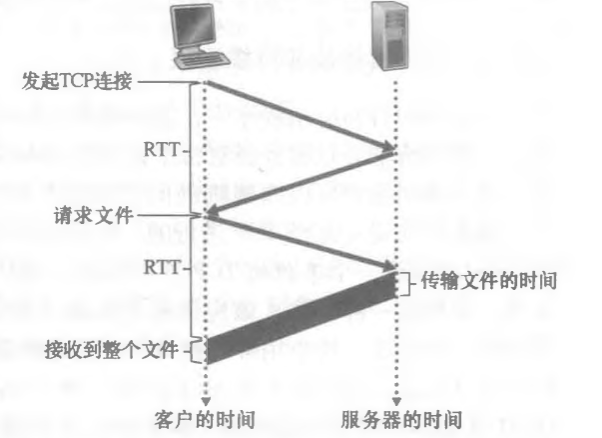 发起TCP连接
RTT
请求文件
RTT
传输文件的时间
接收到整个文件
客户的时间
服务器的时间